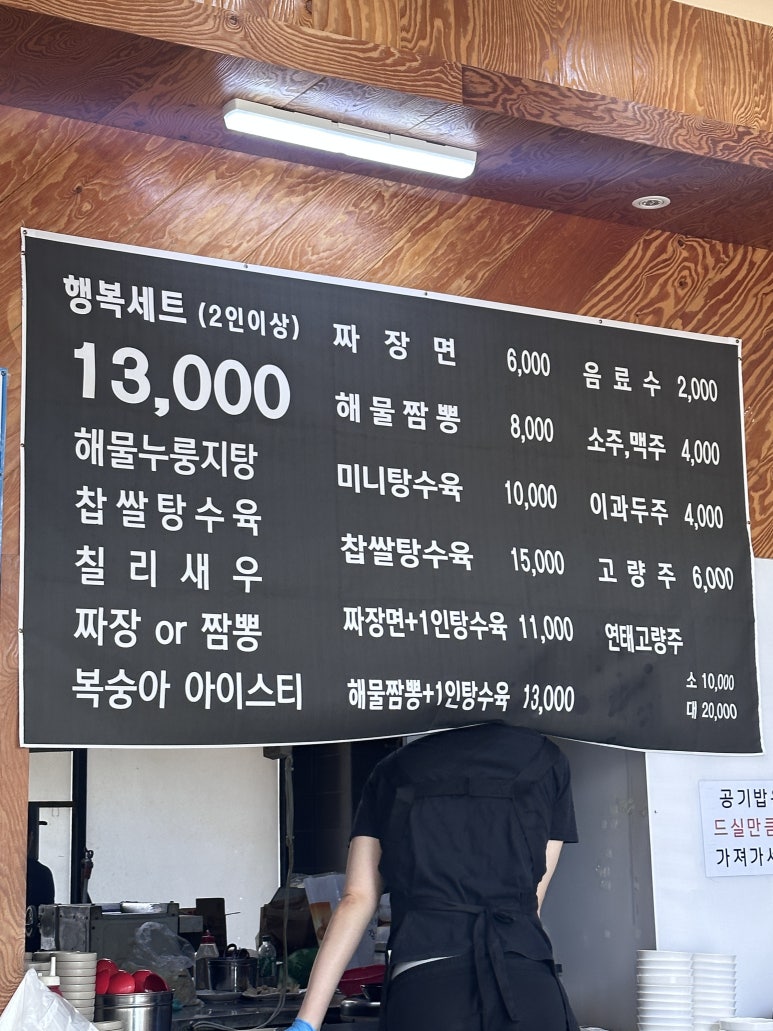 행복세트 (2인이상)
13,000
해물누룽지탕
찹쌀탕수육
칠리새우
짜장 or 짬뽕
복숭아 아이스티
짜장면 6,000
해물짬뽕 8,000
미니탕수육 10,000
찹쌀탕수육 15,000
짜장면+1인탕수육 11,000
해물짬뽕+1인탕수육 13,000
음료수 2,000
소주,맥주 4,000
이과두주 4,000
고량주 6,000
연태고량주
소 10,000
대 20,000
공기밥
드실만큼
가져가세